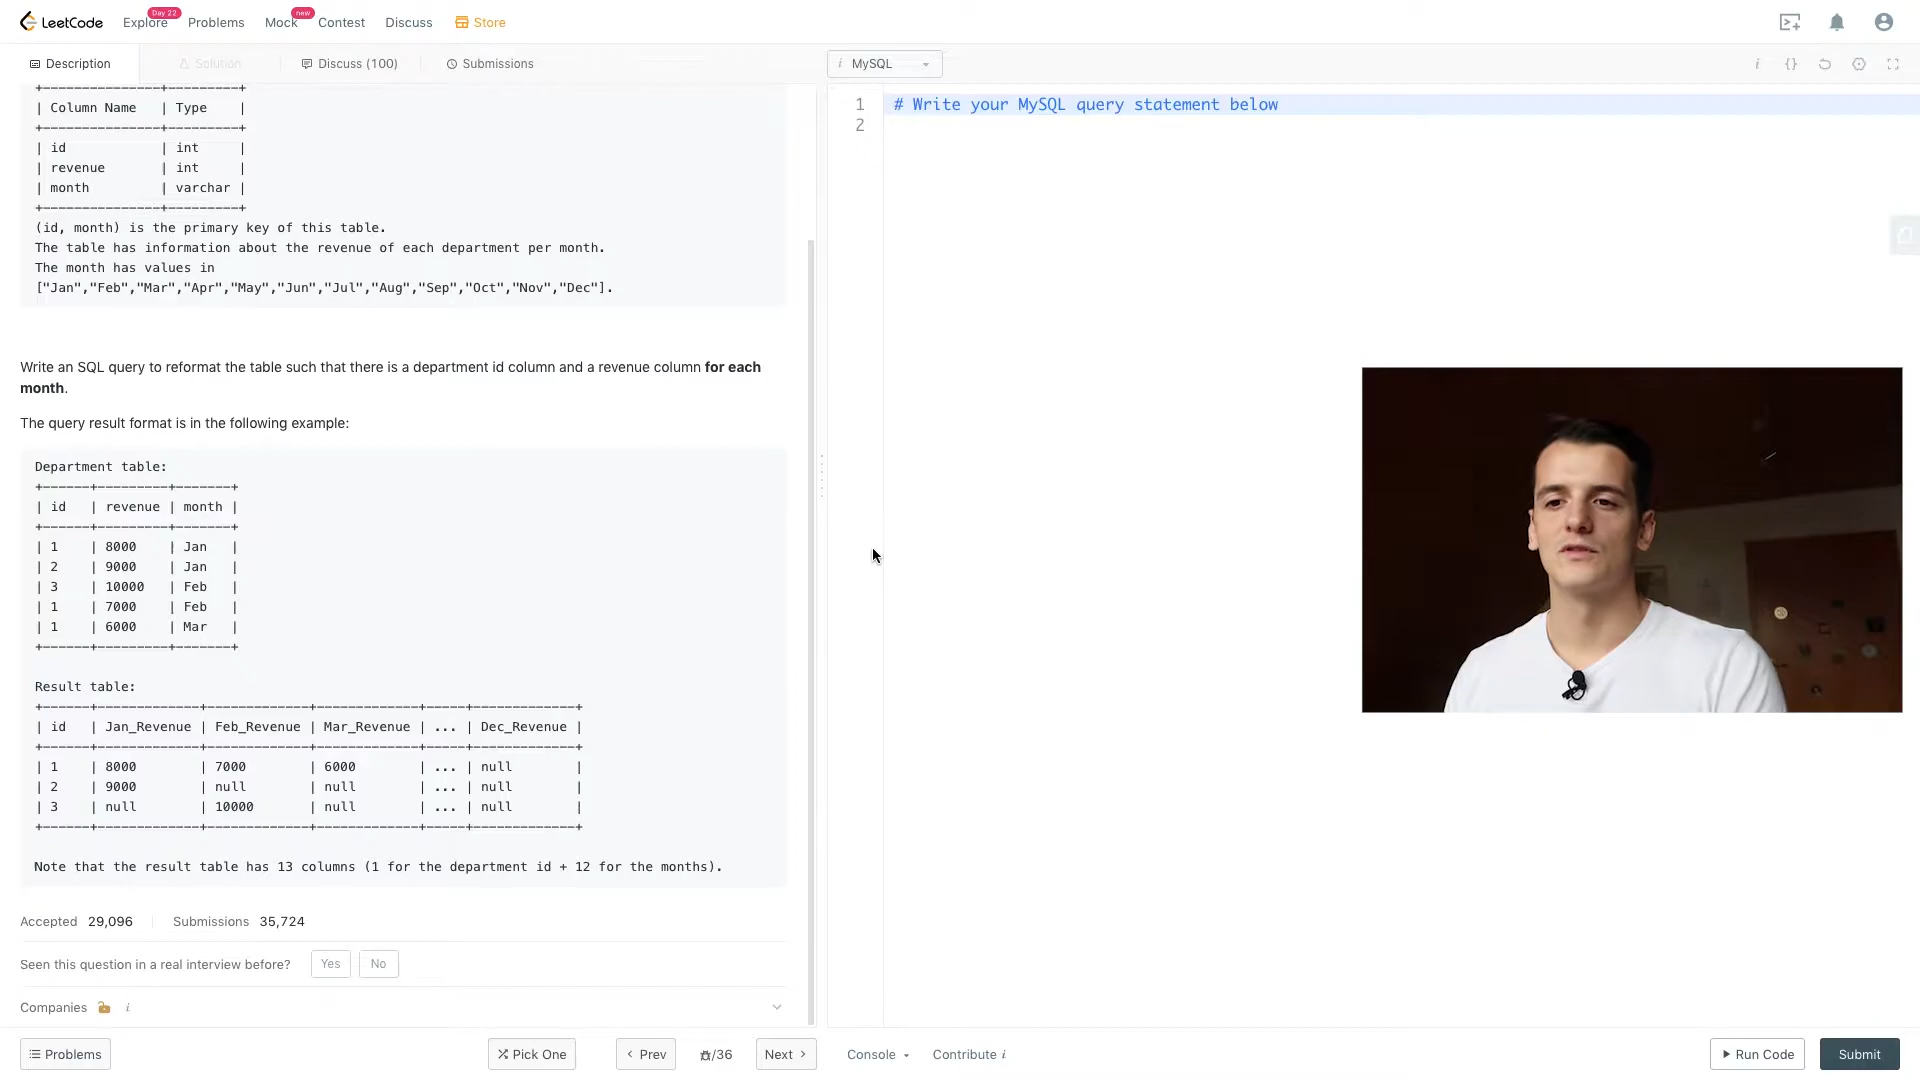 LeetCode
Explore
Day 22
Problems
Mock
new
Contest
Discuss
Store
Description
Solution
Discuss (100)
Submissions
i MySQL
i {}
+---------------+---------+
| Column Name   | Type    |
+---------------+---------+
| id            | int     |
| revenue       | int     |
| month         | varchar |
+---------------+---------+
(id, month) is the primary key of this table.
The table has information about the revenue of each department per month.
The month has values in
["Jan","Feb","Mar","Apr","May","Jun","Jul","Aug","Sep","Oct","Nov","Dec"].
Write an SQL query to reformat the table such that there is a department id column and a revenue column for each
month.
The query result format is in the following example:
Department table:
+------+---------+-------+
| id   | revenue | month |
+------+---------+-------+
| 1    | 8000    | Jan   |
| 2    | 9000    | Jan   |
| 3    | 10000   | Feb   |
| 1    | 7000    | Feb   |
| 1    | 6000    | Mar   |
+------+---------+-------+
Result table:
+------+-------------+-------------+-------------+-----+-------------+
| id   | Jan_Revenue | Feb_Revenue | Mar_Revenue | ... | Dec_Revenue |
+------+-------------+-------------+-------------+-----+-------------+
| 1    | 8000        | 7000        | 6000        | ... | null        |
| 2    | 9000        | null        | null        | ... | null        |
| 3    | null        | 10000       | null        | ... | null        |
+------+-------------+-------------+-------------+-----+-------------+
Note that the result table has 13 columns (1 for the department id + 12 for the months).
Accepted 29,096 Submissions 35,724
Seen this question in a real interview before? Yes No
Companies i
1 # Write your MySQL query statement below
2
Problems
Pick One
Prev
/36
Next
Console
Contribute i
Run Code
Submit